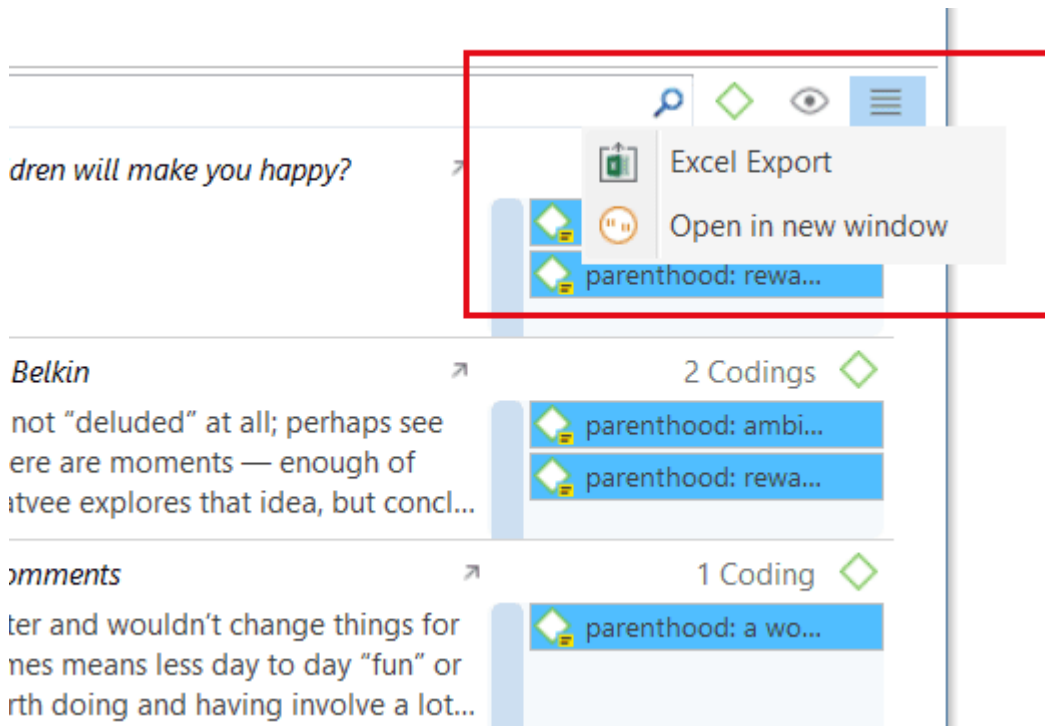 dren will make you happy?
Excel Export
Open in new window
parenthood: rewa...
Belkin
2 Codings
not “deluded” at all; perhaps see
ere are moments — enough of
atvee explores that idea, but concl...
parenthood: ambi...
parenthood: rewa...
omments
1 Coding
ter and wouldn’t change things for
mes means less day to day “fun” or
rth doing and having involve a lot...
parenthood: a wo...